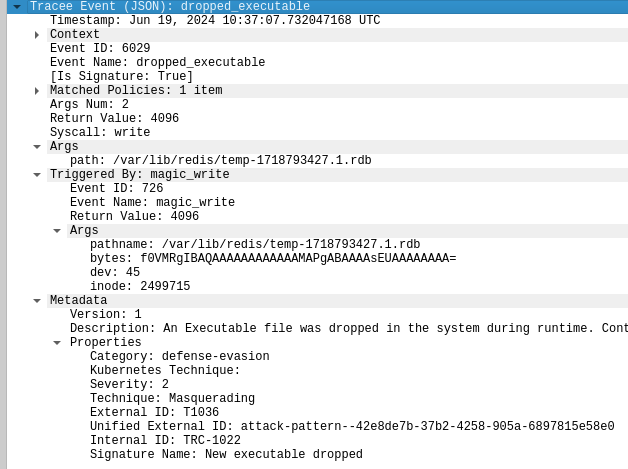 Tracee Event (JSON): dropped_executable
Timestamp: Jun 19, 2024 10:37:07.732047168 UTC
Context
Event ID: 6029
Event Name: dropped_executable
[Is Signature: True]
Matched Policies: 1 item
Args Num: 2
Return Value: 4096
Syscall: write
Args
path: /var/lib/redis/temp-1718793427.1.rdb
Triggered By: magic_write
Event ID: 726
Event Name: magic_write
Return Value: 4096
Args
pathname: /var/lib/redis/temp-1718793427.1.rdb
bytes: f0VMRgIBAQAAAAAAAAAAAAMAPgABAAAAsEUAAAAAAAA=
dev: 45
inode: 2499715
Metadata
Version: 1
Description: An Executable file was dropped in the system during runtime. Cont
Properties
Category: defense-evasion
Kubernetes Technique:
Severity: 2
Technique: Masquerading
External ID: T1036
Unified External ID: attack-pattern--42e8de7b-37b2-4258-905a-6897815e58e0
Internal ID: TRC-1022
Signature Name: New executable dropped